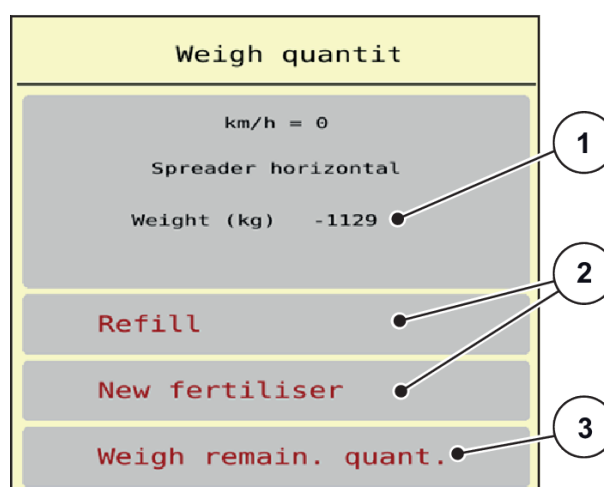 Weigh quantit
km/h = 0
Spreader horizontal
Weight (kg) -1129
1
Refill
2
New fertiliser
Weigh remain. quant.
3